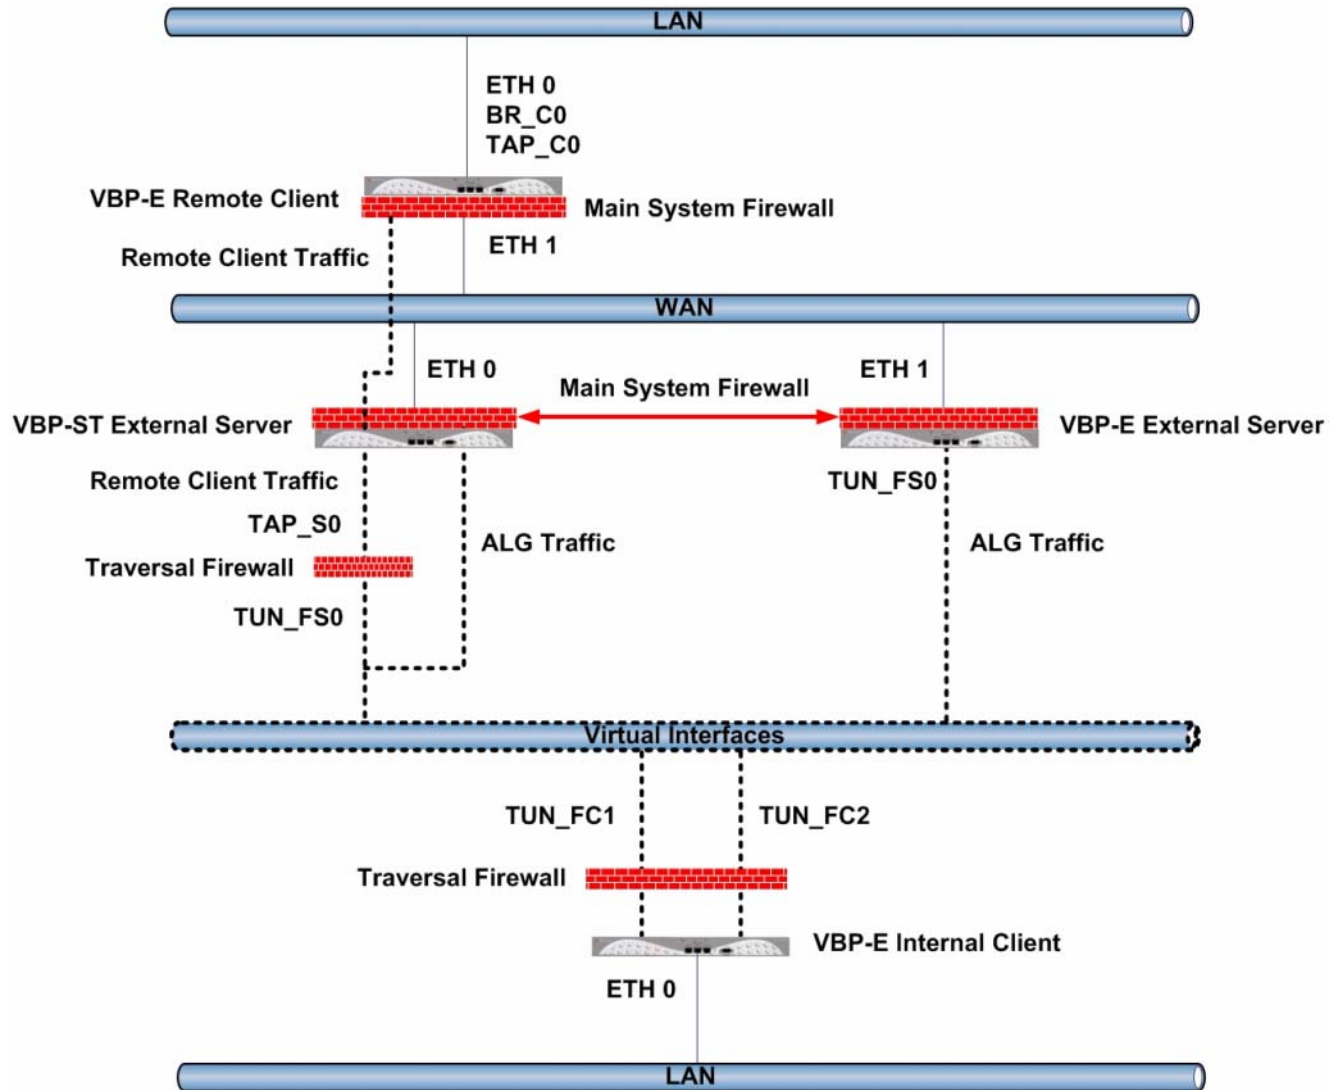 LAN
ETH 0
BR_C0
TAP_C0
VBP-E Remote Client
Main System Firewall
Remote Client Traffic
ETH 1
WAN
ETH 0
ETH 1
Main System Firewall
VBP-ST External Server
VBP-E External Server
Remote Client Traffic
TUN_FS0
TAP_S0
ALG Traffic
ALG Traffic
Traversal Firewall
TUN_FS0
Virtual Interfaces
TUN_FC1
TUN_FC2
Traversal Firewall
VBP-E Internal Client
ETH 0
LAN